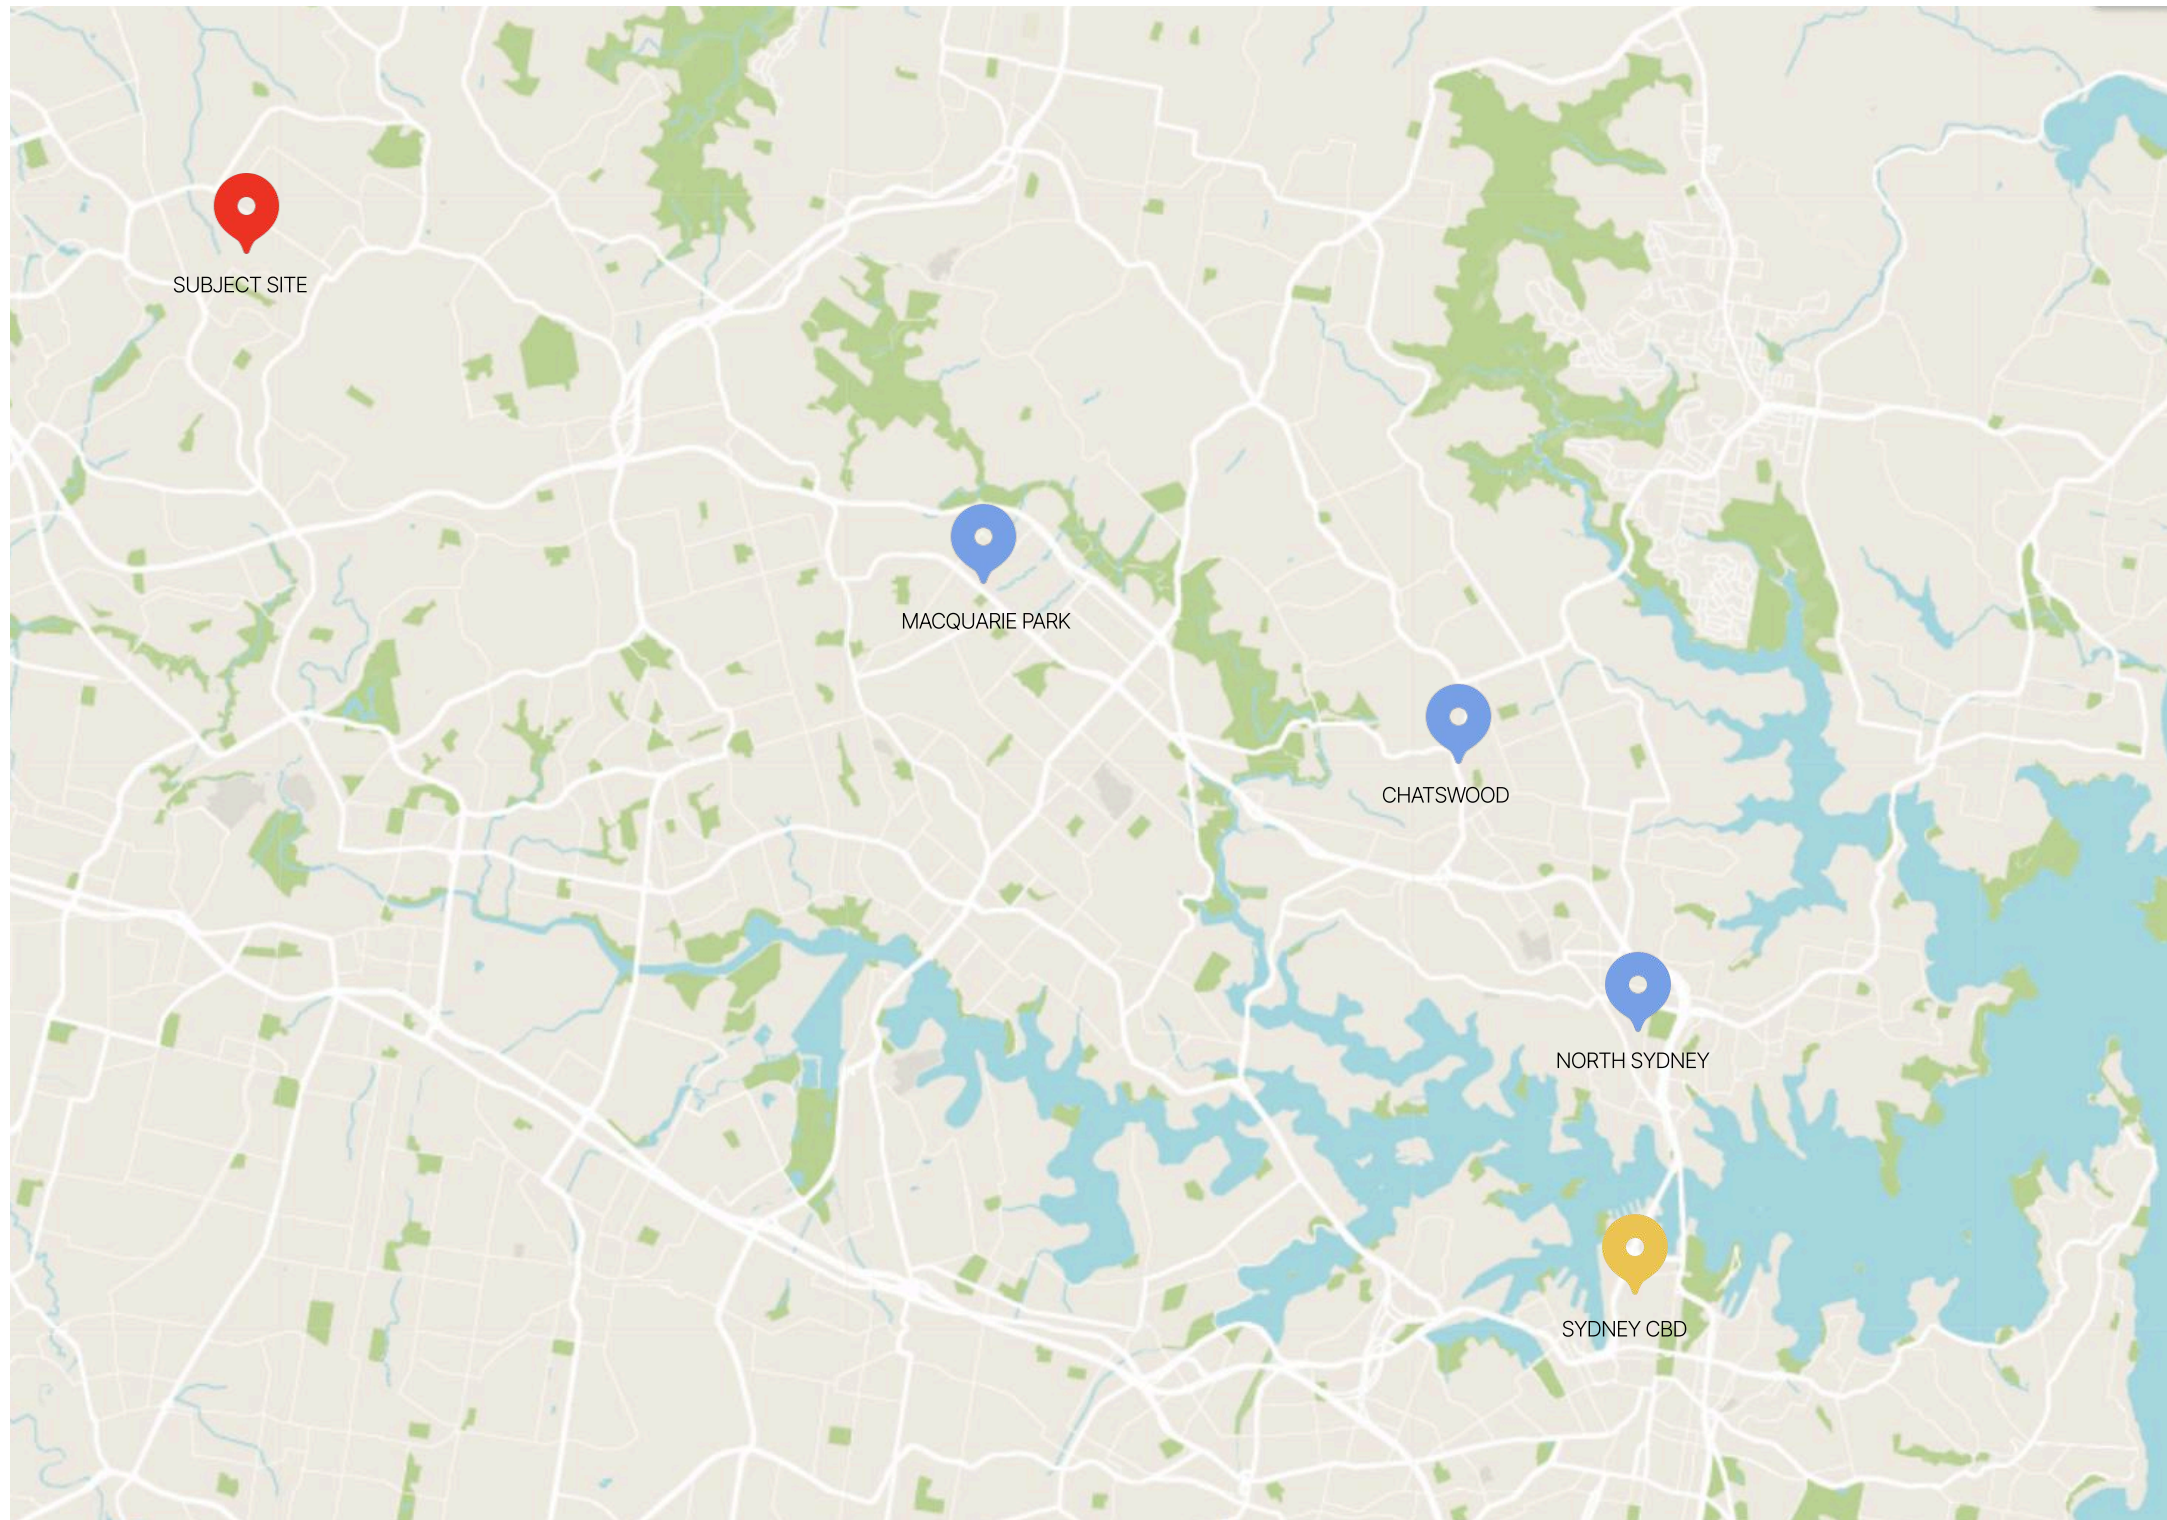 SUBJECT SITE
MACQUARIE PARK
CHATSWOOD
NORTH SYDNEY
SYDNEY CBD